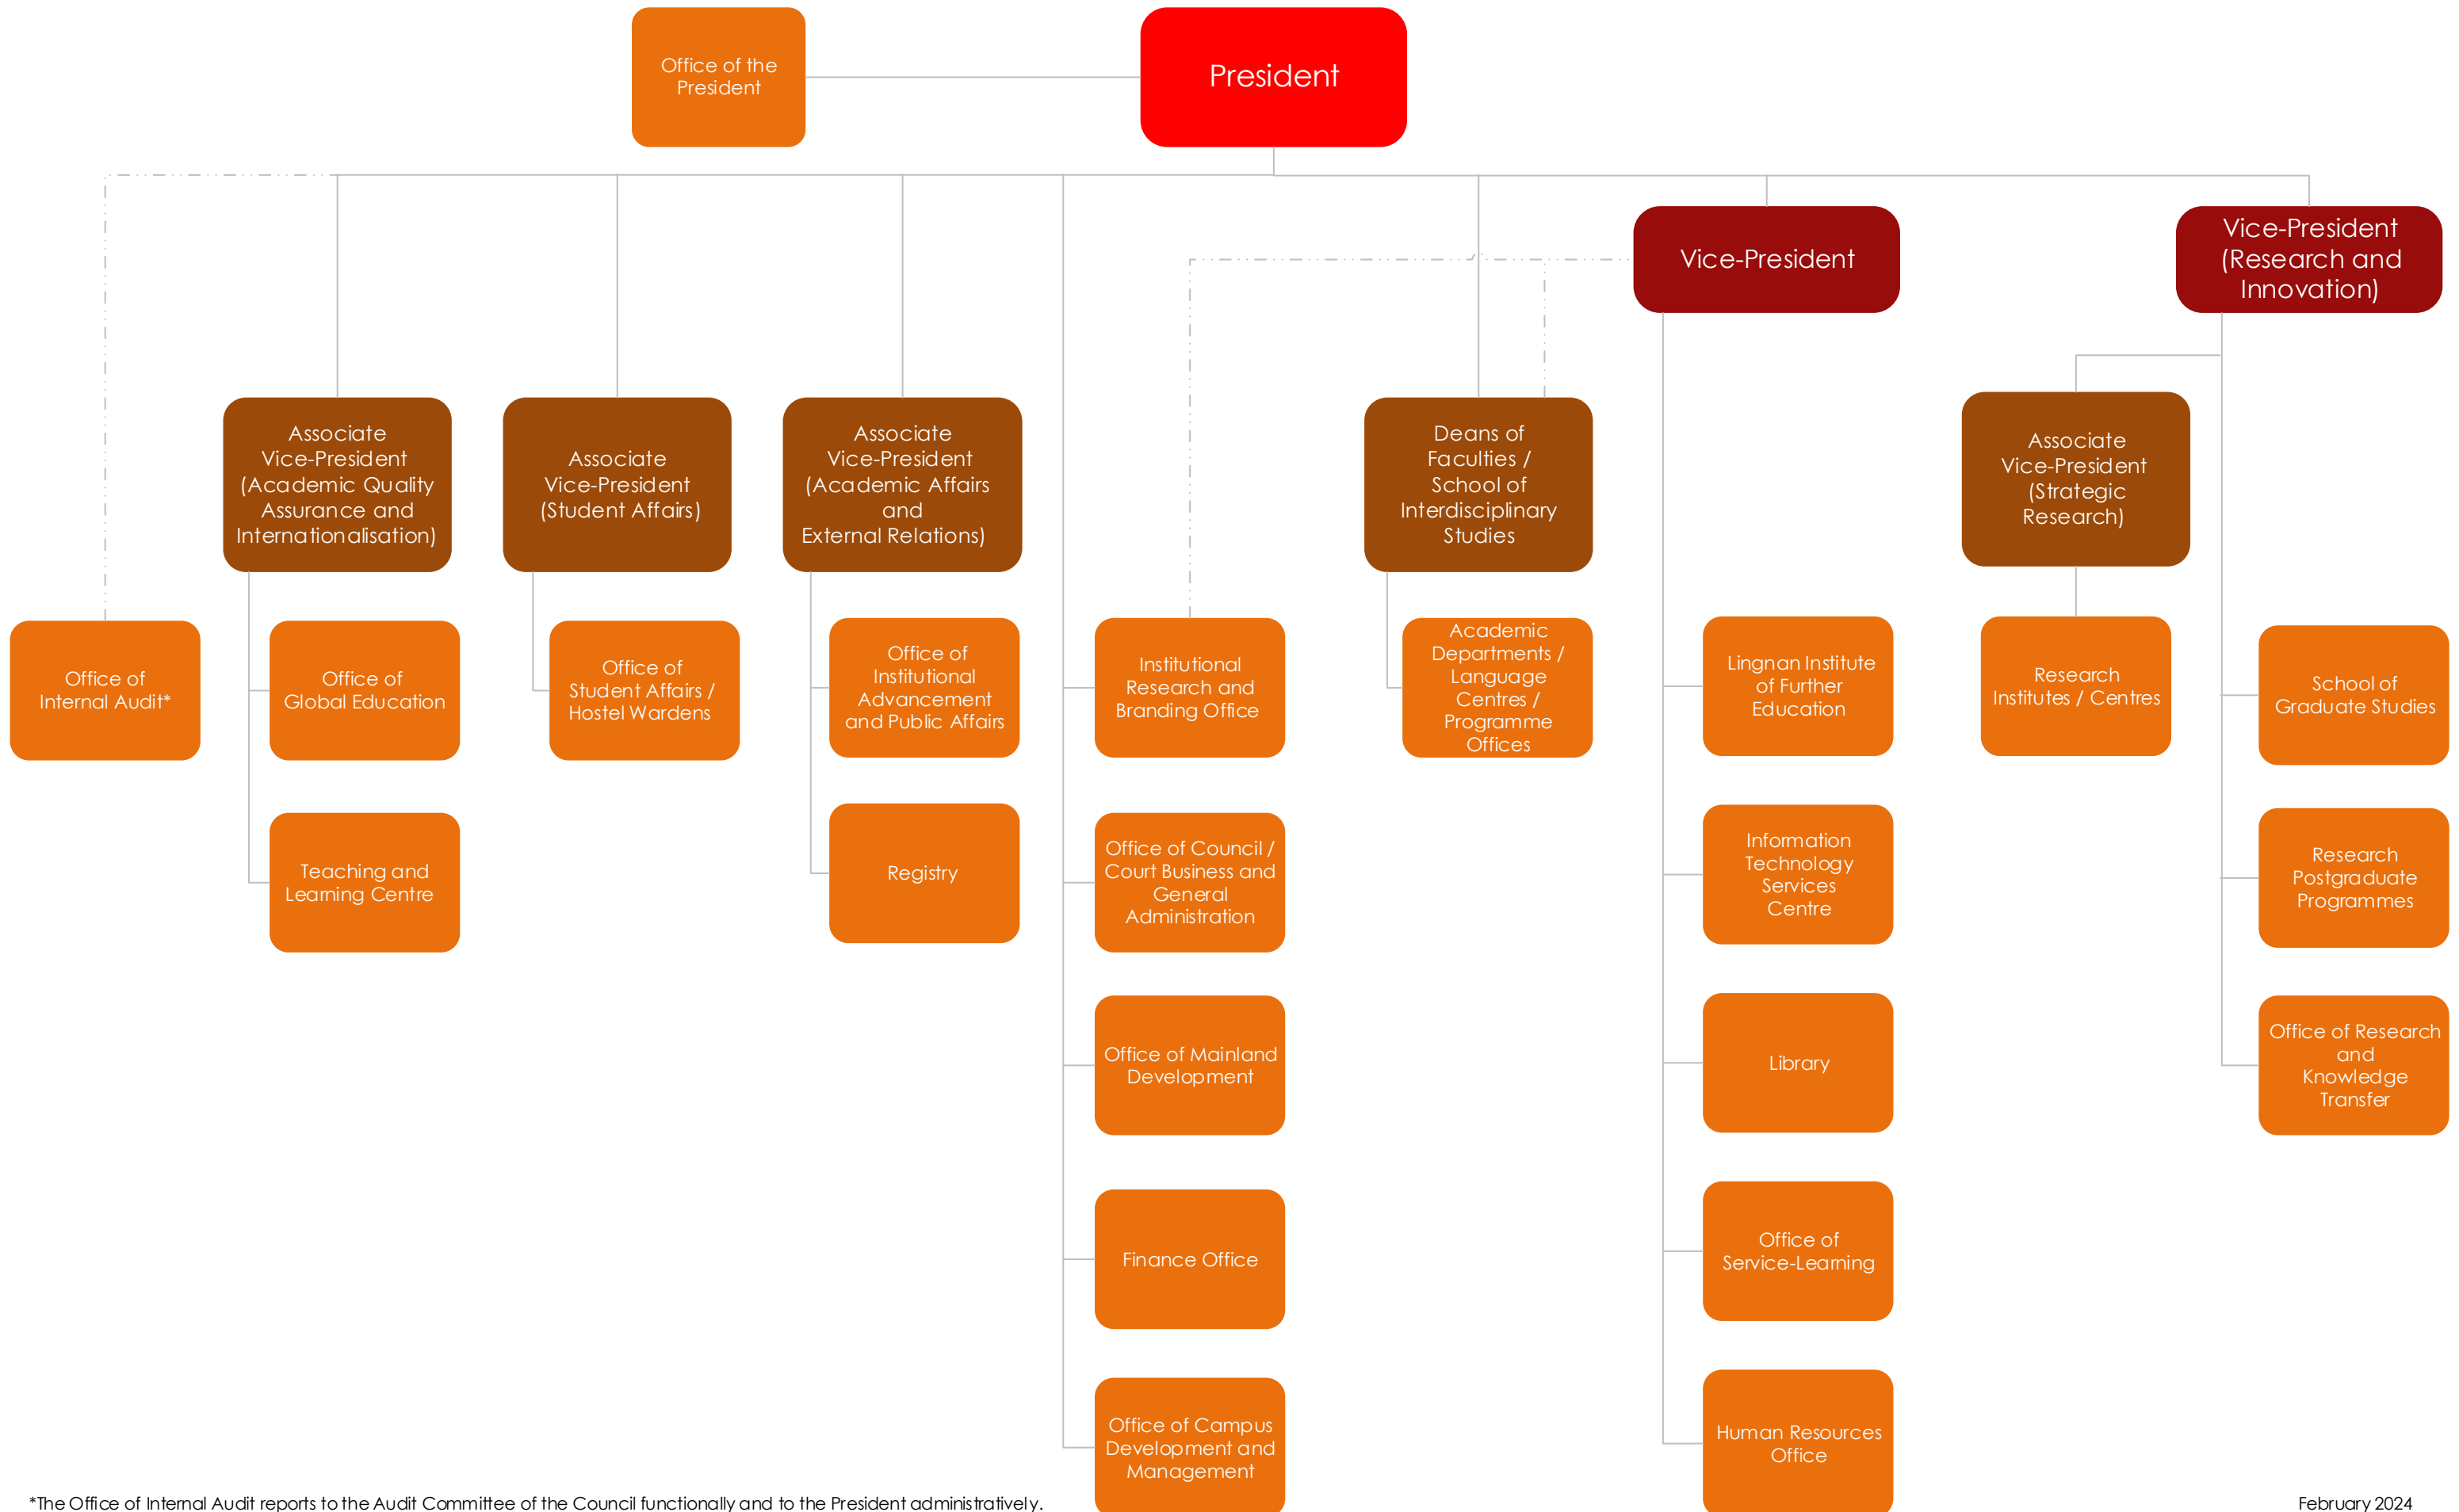 Office of the
President
President
Vice-President
Vice-President
(Research and
Innovation)
Associate
Vice-President
(Academic Quality
Assurance and
Internationalisation)
Associate
Vice-President
(Student Affairs)
Associate
Vice-President
(Academic Affairs
and
External Relations)
Deans of
Faculties /
School of
Interdisciplinary
Studies
Associate
Vice-President
(Strategic
Research)
Office of
Internal Audit*
Office of
Global Education
Office of
Student Affairs /
Hostel Wardens
Office of
Institutional
Advancement
and Public Affairs
Institutional
Research and
Branding Office
Academic
Departments /
Language
Centres /
Programme
Offices
Lingnan Institute
of Further
Education
Research
Institutes / Centres
School of
Graduate Studies
Teaching and
Learning Centre
Registry
Office of Council /
Court Business and
General
Administration
Information
Technology
Services
Centre
Research
Postgraduate
Programmes
Office of Mainland
Development
Library
Office of Research
and
Knowledge
Transfer
Finance Office
Office of
Service-Learning
Office of Campus
Development and
Management
Human Resources
Office
*The Office of Internal Audit reports to the Audit Committee of the Council functionally and to the President administratively.
February 2024